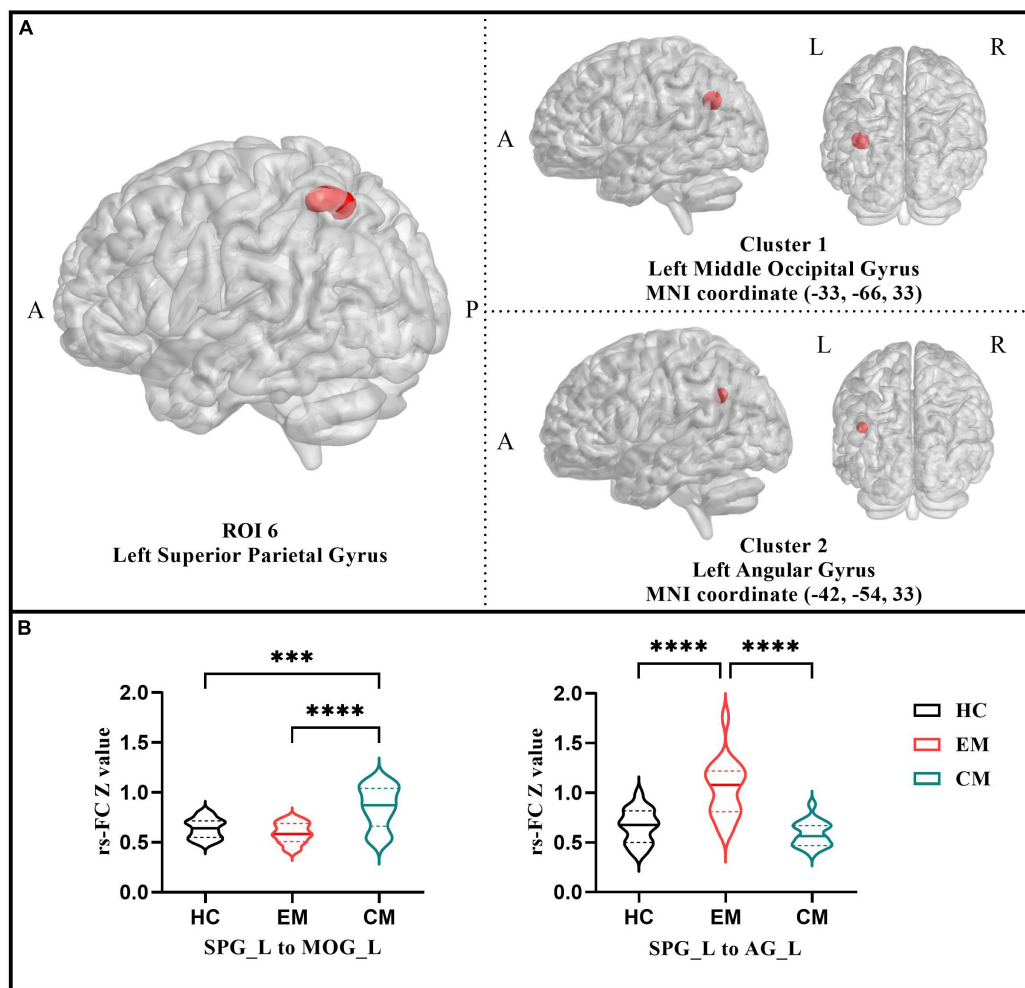 A
A
P
ROI 6
Left Superior Parietal Gyrus
L
R
A
Cluster 1
Left Middle Occipital Gyrus
MNI coordinate (-33, -66, 33)
L
R
A
Cluster 2
Left Angular Gyrus
MNI coordinate (-42, -54, 33)
B
***
****
2.0
1.5
1.0
0.5
0.0
rs-FC Z value
HC EM CM
SPG_L to MOG_L
**** ****
2.0
1.5
1.0
0.5
0.0
rs-FC Z value
HC EM CM
SPG_L to AG_L
HC
EM
CM